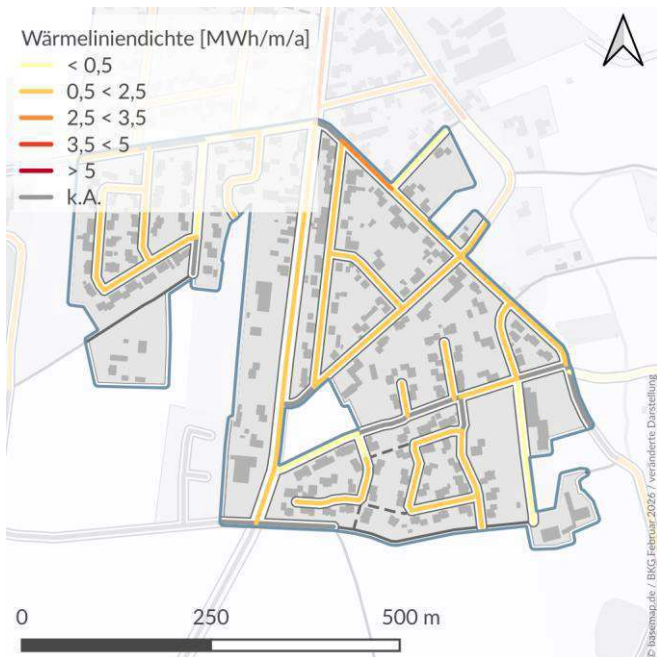 Wärmeliniendichte [MWh/m/a]
< 0,5
0,5 < 2,5
2,5 < 3,5
3,5 < 5
> 5
k.A.
0 250 500 m
© basemap.de / BKG Februar 2026 / veränderte Darstellung